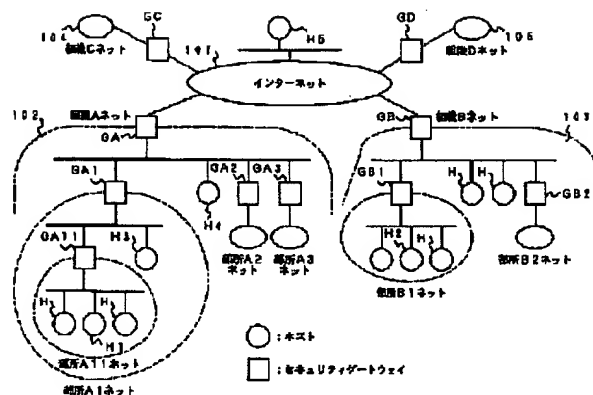 104
GC
組織Cネット
101
H5
GD
105
組織Dネット
インターネット
102
組織Aネット
GA
GB
組織Bネット
103
GA1
GA2
GA3
H4
GB1
H
H
GB2
GA11
H3
部所A2
ネット
部所A3
ネット
H
H2
H
部所B2ネット
部所B1ネット
H
H1
H
部所A11ネット
部所A1ネット
:ホスト
:セキュリティゲートウェイ